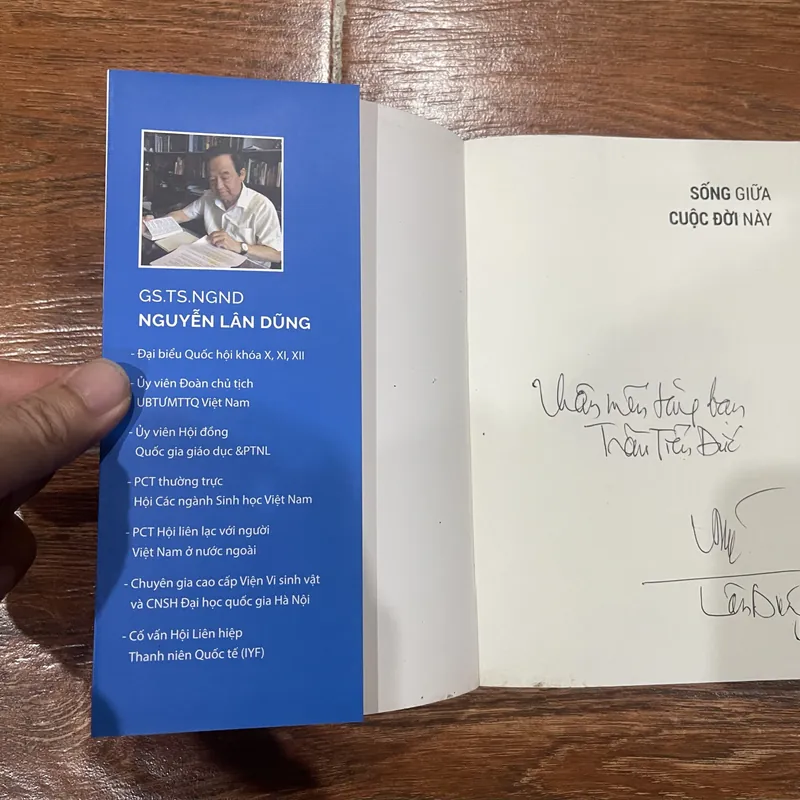 GS.TS.NGND
NGUYỄN LÂN DŨNG
- Đại biểu Quốc hội khóa X, XI, XII
- Ủy viên Đoàn chủ tịch
UBTƯMTTQ Việt Nam
- Ủy viên Hội đồng
Quốc gia giáo dục &PTNL
- PCT thường trực
Hội Các ngành Sinh học Việt Nam
- PCT Hội liên lạc với người
Việt Nam ở nước ngoài
- Chuyên gia cao cấp Viện Vi sinh vật
và CNSH Đại học quốc gia Hà Nội
- Cố vấn Hội Liên hiệp
Thanh niên Quốc tế (IYF)
SỐNG GIỮA
CUỘC ĐỜI NÀY
Thân mến tặng bạn
Trần Tiến Đức
Lân Dũng